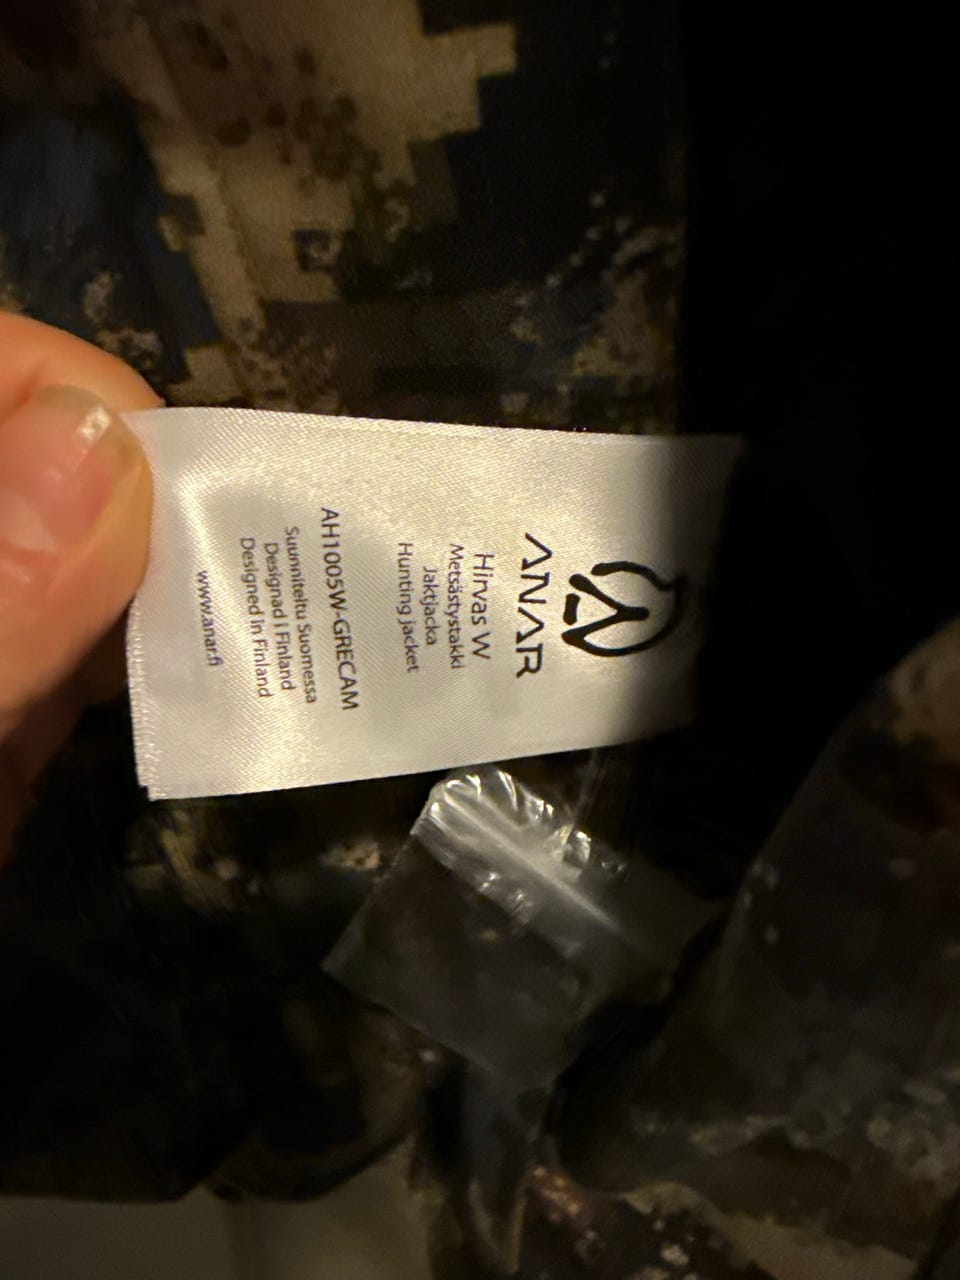 ANAR
Hirvas W
Metsästystakki
Jaktjacka
Hunting jacket
AH1005W-GRECAM
Suunniteltu Suomessa
Designad i Finland
Designed in Finland
www.anar.fi